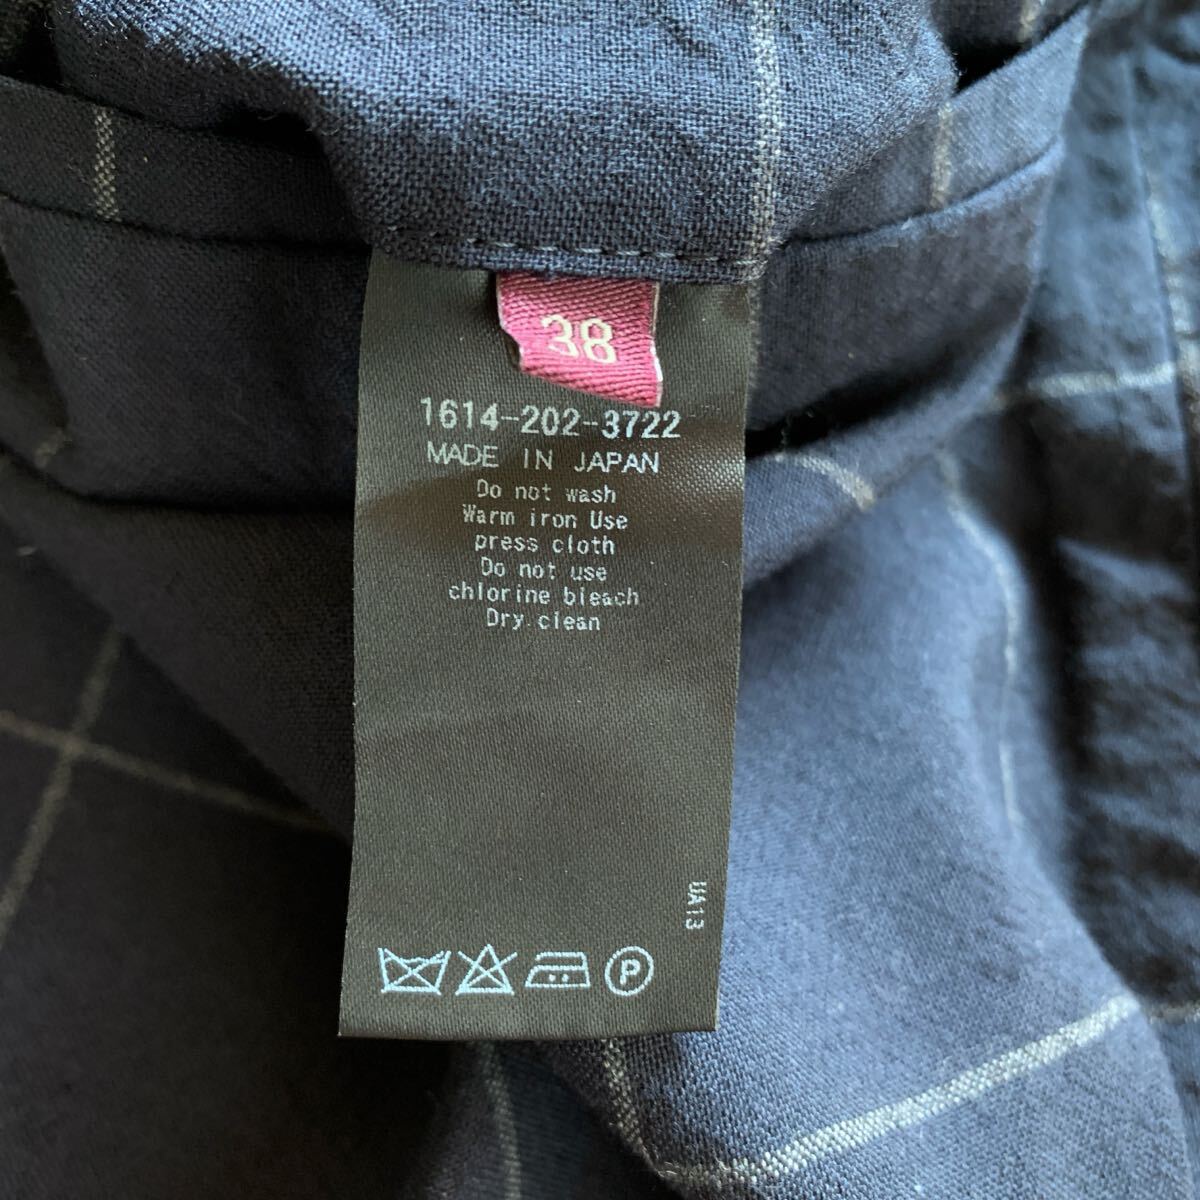 38
1614-202-3722
MADE IN JAPAN
Do not wash
Warm iron Use
press cloth
Do not use
chlorine bleach
Dry clean
UA13
P